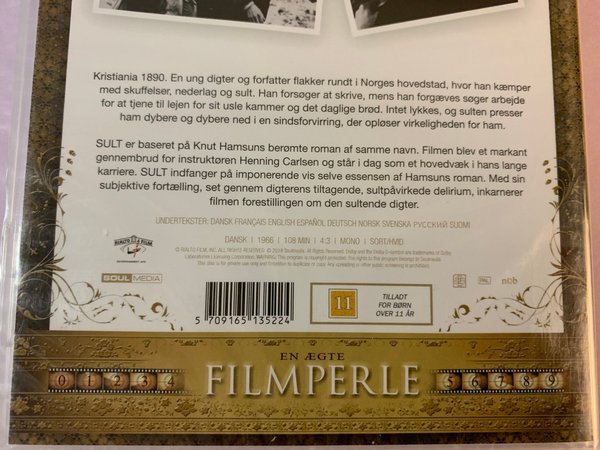 Kristiania 1890. En ung digter og forfatter flakker rundt i Norges hovedstad, hvor han kæmper
med skuffelser, nederlag og sult. Han forsøger at skrive, mens han forgæves søger arbejde
for at tjene til lejen for sit usle kammer og det daglige brød. Intet lykkes, og sulten presser
ham dybere og dybere ned i en sindsforvirring, der opløser virkeligheden for ham.
SULT er baseret på Knut Hamsuns berømte roman af samme navn. Filmen blev et markant
gennembrud for instruktøren Henning Carlsen og står i dag som et hovedværk i hans lange
karriere. SULT indfanger på imponerende vis selve essensen af Hamsuns roman. Med sin
subjektive fortælling, set gennem digterens tiltagende, sultpåvirkede delirium, inkarnerer
filmen forestillingen om den sultende digter.
UNDERTEKSTER: DANSK FRANÇAIS ENGLISH ESPAÑOL DEUTSCH NORSK SVENSKA РУССКИЙ SUOMI
DANSK | 1966 | 108 MIN | 4:3 | MONO | SORT/HVID
RIALTO FILM
SOUL MEDIA
PAL
5 709165 135224
11
TILLADT
FOR BØRN
OVER 11 ÅR
EN ÆGTE
0 1 2 3 4 FILMPERLE 5 6 7 8 9